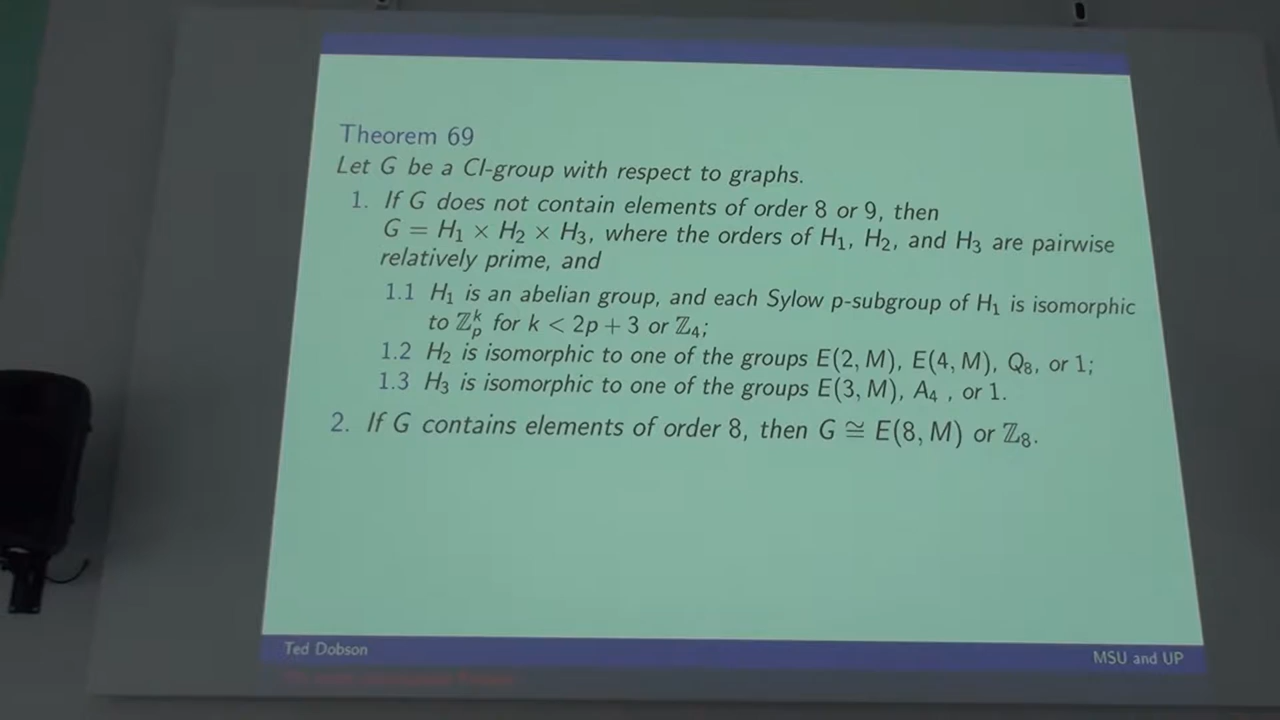 Theorem 69
Let G be a CI-group with respect to graphs.
1. If G does not contain elements of order 8 or 9, then
G = H₁ × H₂ × H₃, where the orders of H₁, H₂, and H₃ are pairwise
relatively prime, and
1.1 H₁ is an abelian group, and each Sylow p-subgroup of H₁ is isomorphic
to ℤₚᵏ for k < 2p + 3 or ℤ₄;
1.2 H₂ is isomorphic to one of the groups E(2, M), E(4, M), Q₈, or 1;
1.3 H₃ is isomorphic to one of the groups E(3, M), A₄ , or 1.
2. If G contains elements of order 8, then G ≅ E(8, M) or ℤ₈.
Ted Dobson
MSU and UP